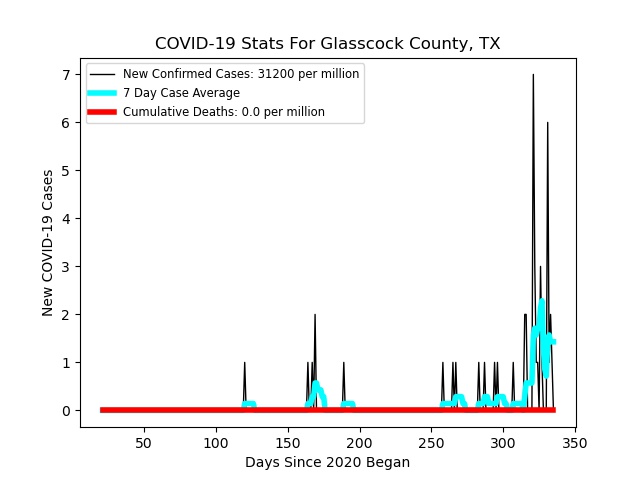 COVID-19 Stats For Glasscock County, TX
New Confirmed Cases: 31200 per million
7 Day Case Average
Cumulative Deaths: 0.0 per million
New COVID-19 Cases
7
6
5
4
3
2
1
0
50 100 150 200 250 300 350
Days Since 2020 Began